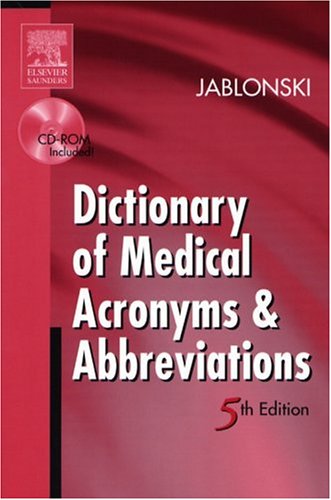 ELSEVIER
SAUNDERS
JABLONSKI
CD-ROM
Included!
Dictionary
of Medical
Acronyms &
Abbreviations
5th Edition